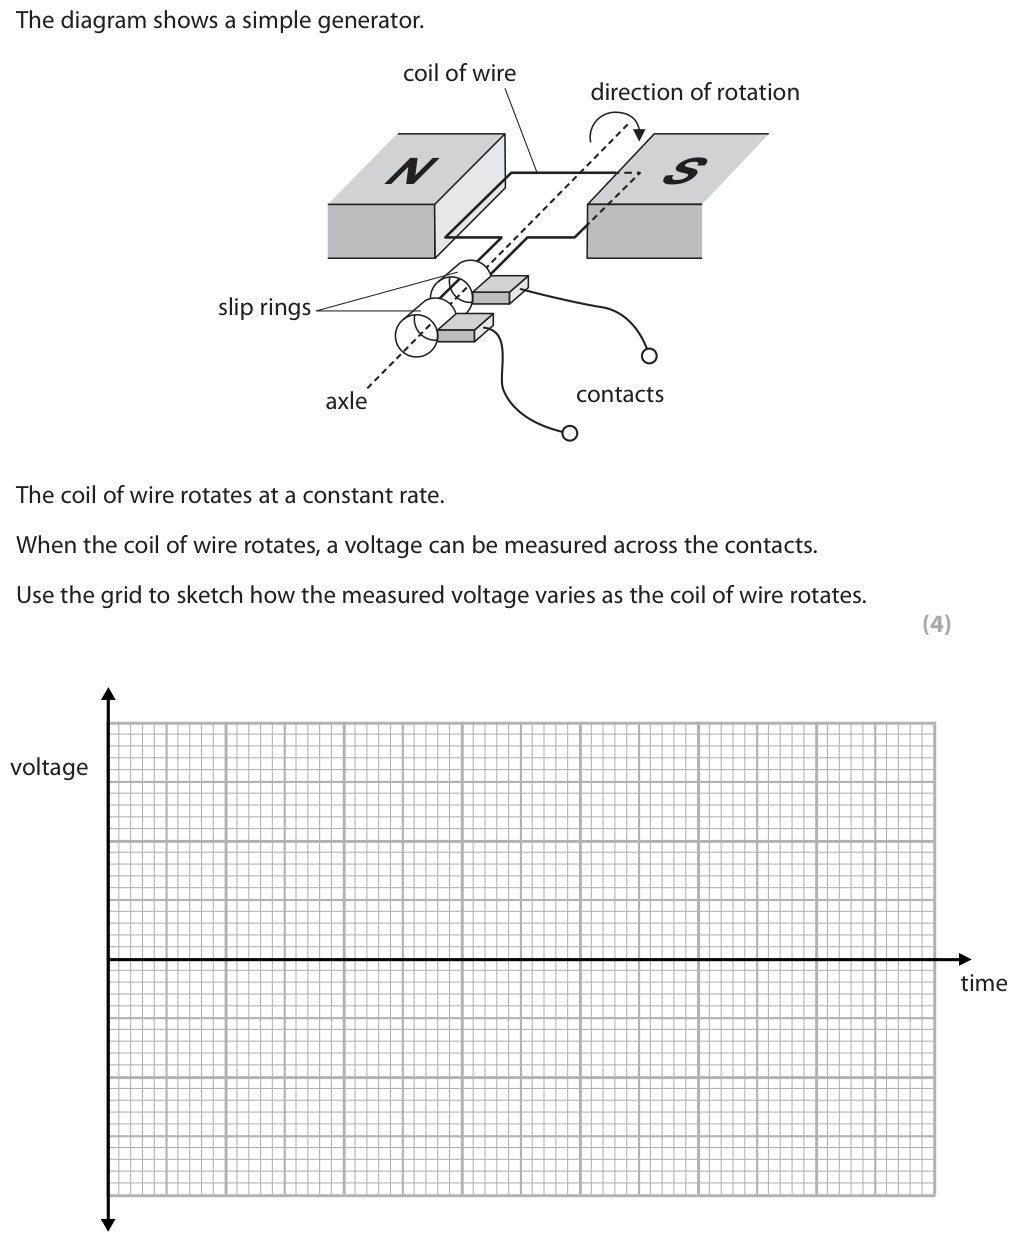 The diagram shows a simple generator.
coil of wire
direction of rotation
N
S
slip rings
axle
contacts
The coil of wire rotates at a constant rate.
When the coil of wire rotates, a voltage can be measured across the contacts.
Use the grid to sketch how the measured voltage varies as the coil of wire rotates.
(4)
voltage
time